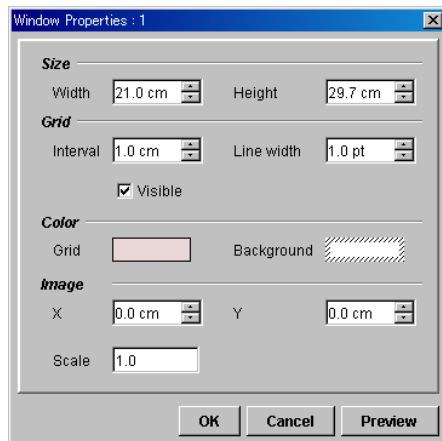 Window Properties : 1
Size
Width 21.0 cm Height 29.7 cm
Grid
Interval 1.0 cm Line width 1.0 pt
Visible
Color
Grid Background
Image
X 0.0 cm Y 0.0 cm
Scale 1.0
OK Cancel Preview